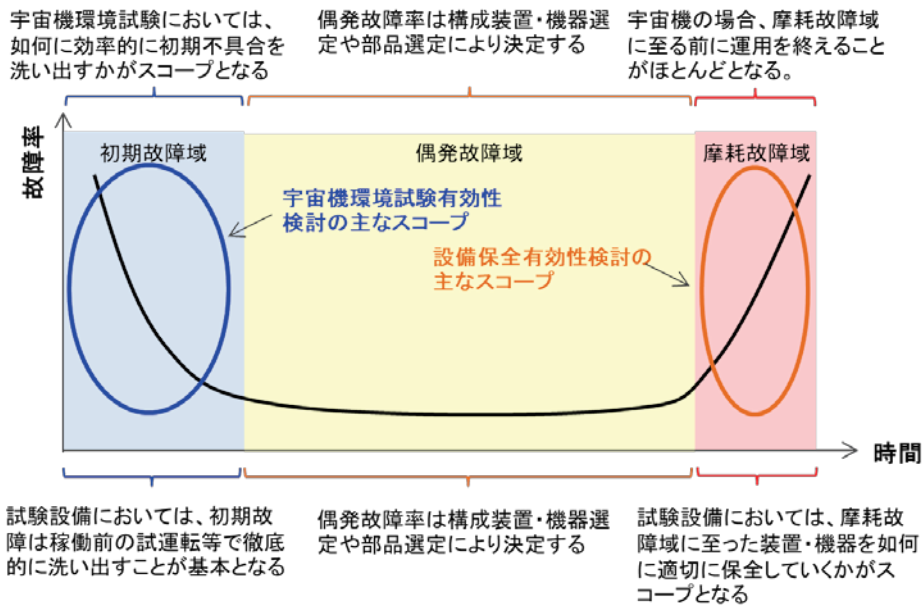 宇宙機環境試験においては、
如何に効率的に初期不具合を
洗い出すかがスコープとなる
偶発故障率は構成装置・機器選
定や部品選定により決定する
宇宙機の場合、摩耗故障域
に至る前に運用を終えること
がほとんどとなる。
故障率
初期故障域
偶発故障域
摩耗故障域
宇宙機環境試験有効性
検討の主なスコープ
設備保全有効性検討の
主なスコープ
時間
試験設備においては、初期故
障は稼働前の試運転等で徹底
的に洗い出すことが基本となる
偶発故障率は構成装置・機器選
定や部品選定により決定する
試験設備においては、摩耗故
障域に至った装置・機器を如何
に適切に保全していくかがス
コープとなる